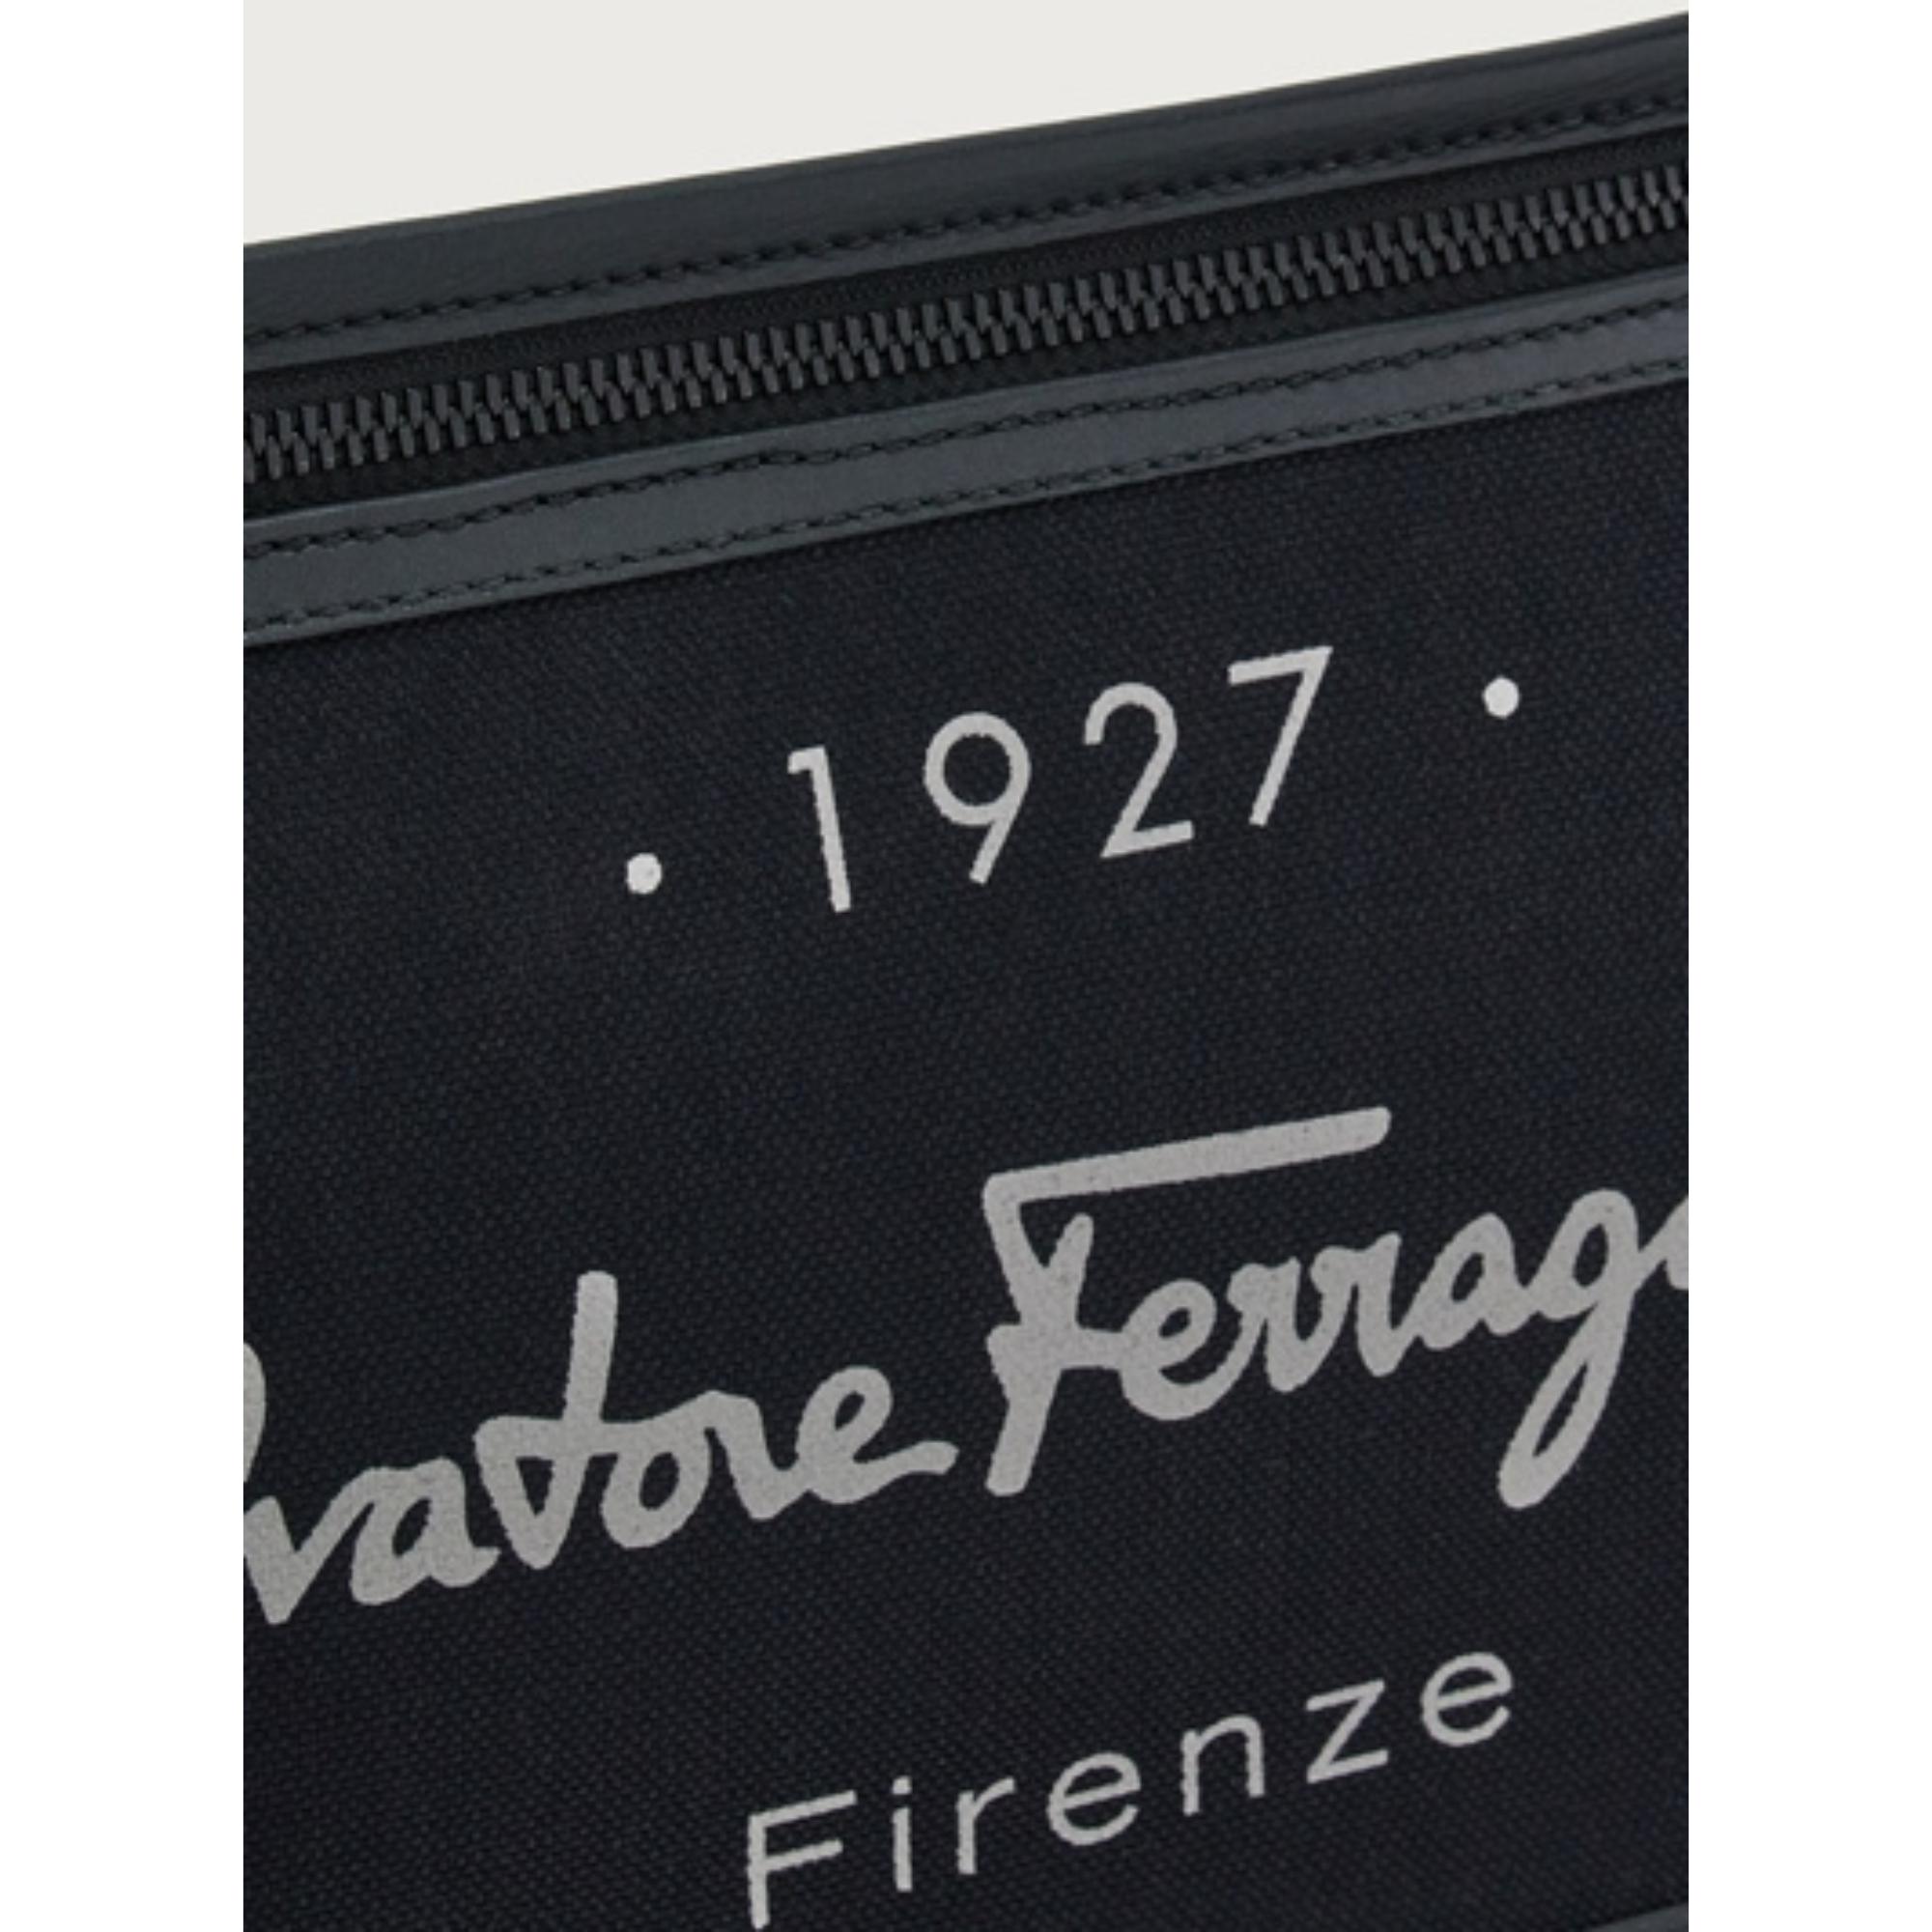 · 1927 ·
lvatore Ferrag
Firenze